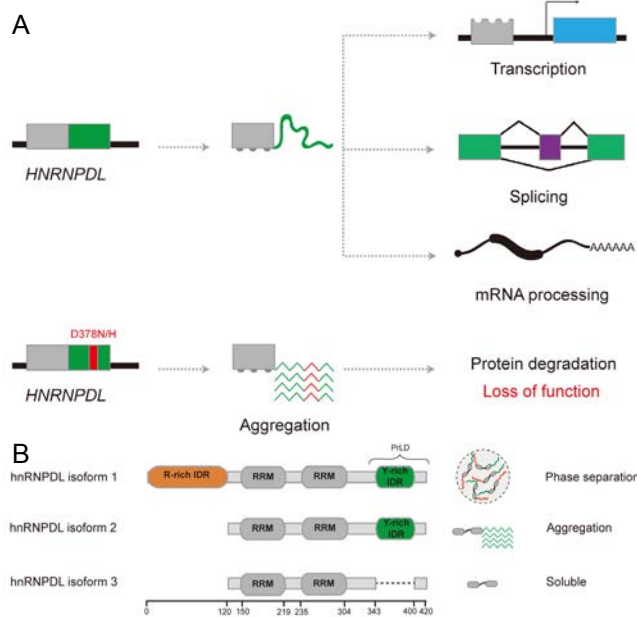 A
Transcription
HNRNPDL
Splicing
AAAAAA
mRNA processing
D378N/H
HNRNPDL
Aggregation
Protein degradation
Loss of function
B
PrLD
hnRNPDL isoform 1
R-rich IDR
RRM
RRM
Y-rich
IDR
Phase separation
hnRNPDL isoform 2
RRM
RRM
Y-rich
IDR
Aggregation
hnRNPDL isoform 3
RRM
RRM
Soluble
0 120 150 219 235 304 343 400 420